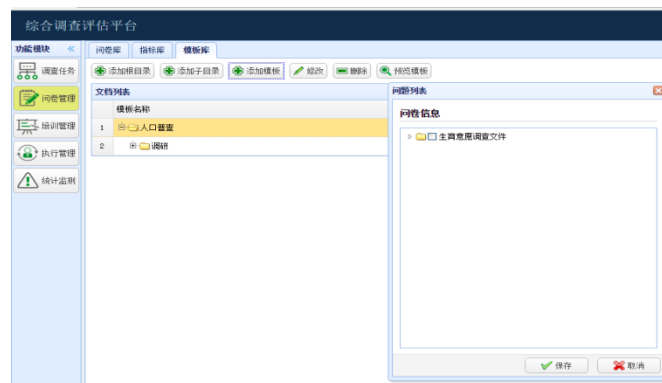 综合调查评估平台
功能模块
问卷库 指标库 模板库
调查任务
添加根目录 添加子目录 添加模板 修改 删除 预览模板
问卷管理
培训管理
执行管理
统计监测
文档列表
模板名称
1 人口普查
2 调研
问题列表
问卷信息
生育意愿调查文件
保存 取消